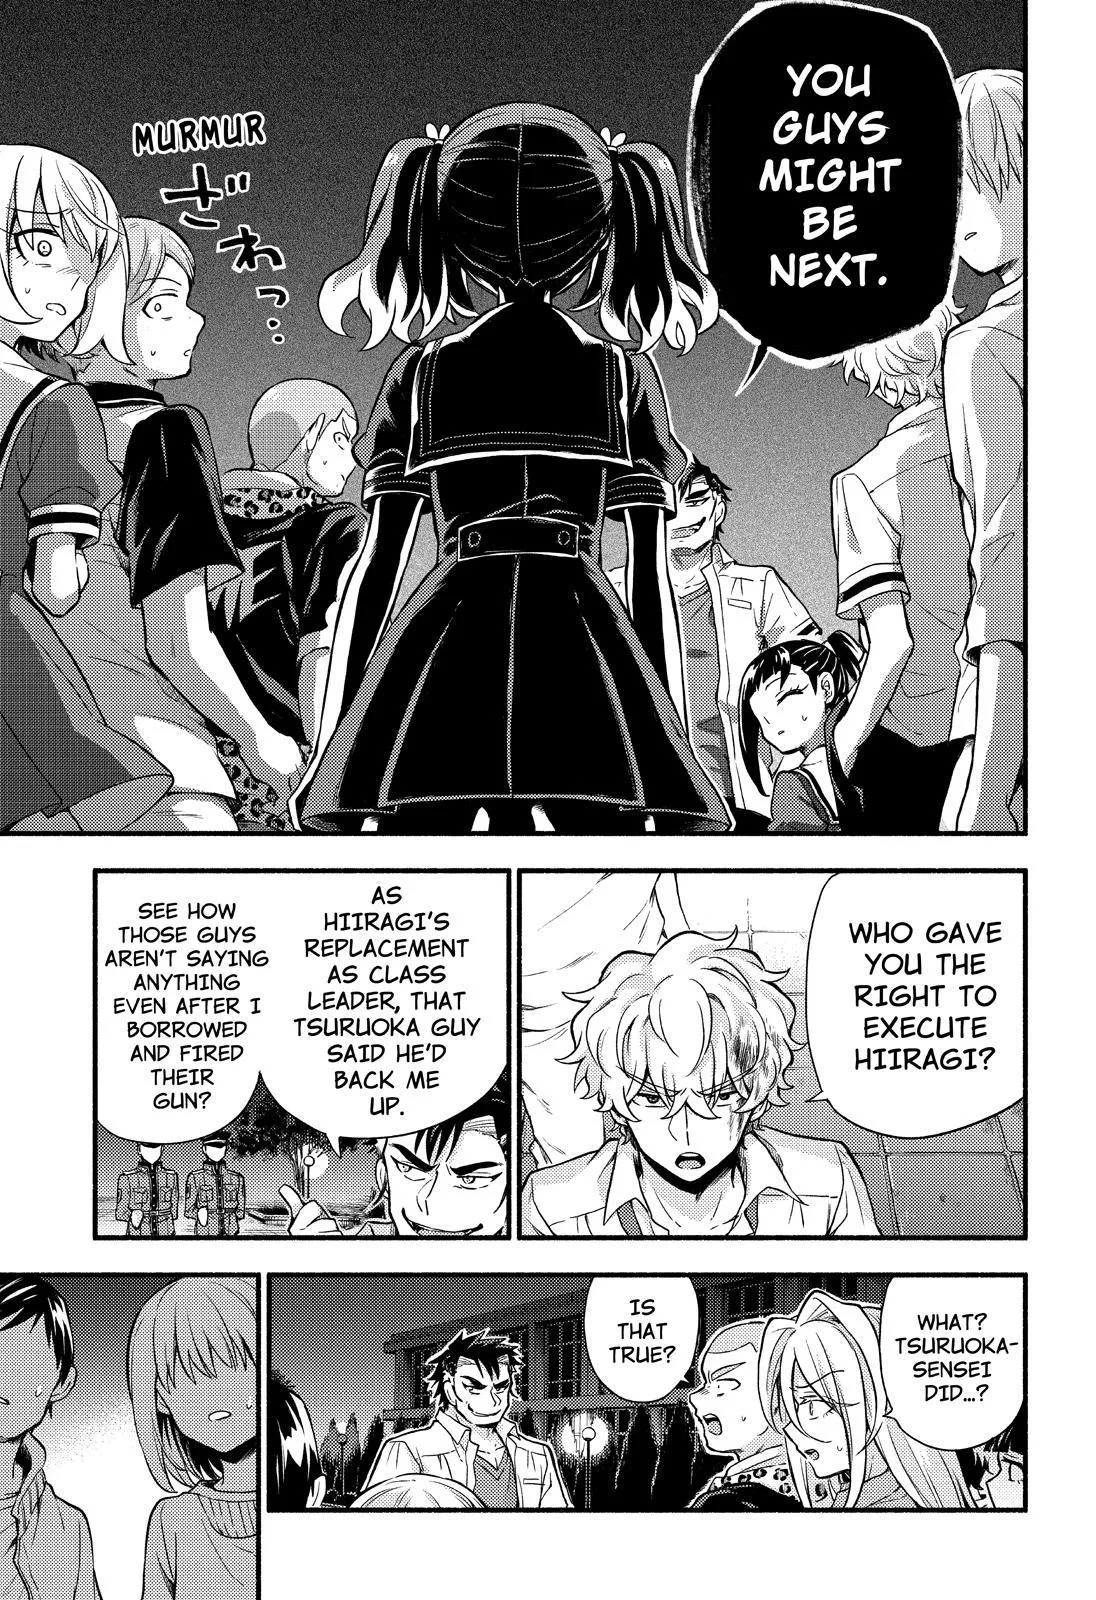 YOU
GUYS
MIGHT
BE
NEXT.
MURMUR
ざわっ…
WHO GAVE
YOU THE
RIGHT TO
EXECUTE
HIIRAGI?
AS
HIIRAGI'S
REPLACEMENT
AS CLASS
LEADER, THAT
TSURUOKA GUY
SAID HE'D
BACK ME
UP.
SEE HOW
THOSE GUYS
AREN'T SAYING
ANYTHING
EVEN AFTER I
BORROWED
AND FIRED
THEIR
GUN?
WHAT?
TSURUOKA-
SENSEI
DID...?
IS
THAT
TRUE?